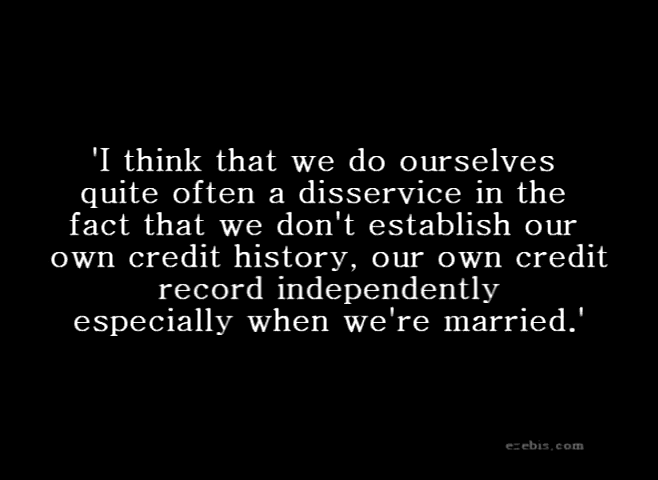 'I think that we do ourselves
quite often a disservice in the
fact that we don't establish our
own credit history, our own credit
record independently
especially when we're married.'
ezebis.com